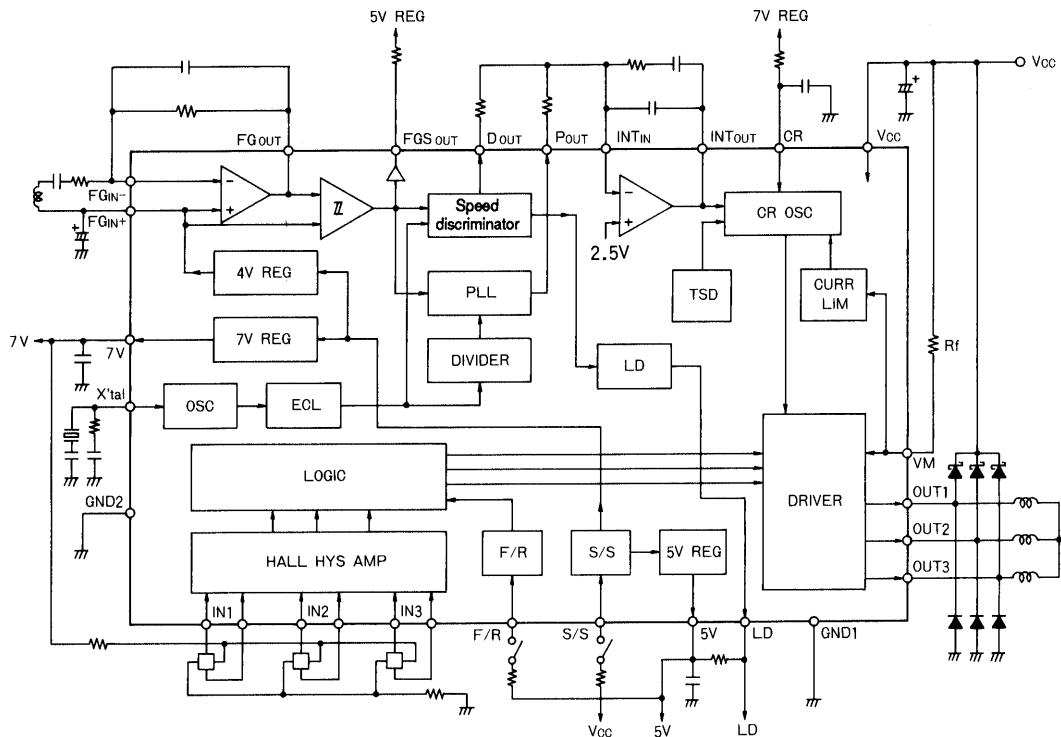 5V REG
7V REG
VCC
FGOUT
FGS OUT
DOUT
POUT
INTIN
INTOUT
CR
VCC
FGIN-
FGIN+
+
-
+
Speed
discriminator
-
+
2.5V
CR OSC
+
4V REG
PLL
TSD
CURR
LIM
7V
7V
7V REG
DIVIDER
LD
Rf
X'tal
OSC
ECL
VM
LOGIC
DRIVER
OUT1
GND2
OUT2
HALL HYS AMP
F/R
S/S
5V REG
OUT3
IN1
IN2
IN3
F/R
S/S
5V
LD
GND1
VCC
5V
LD